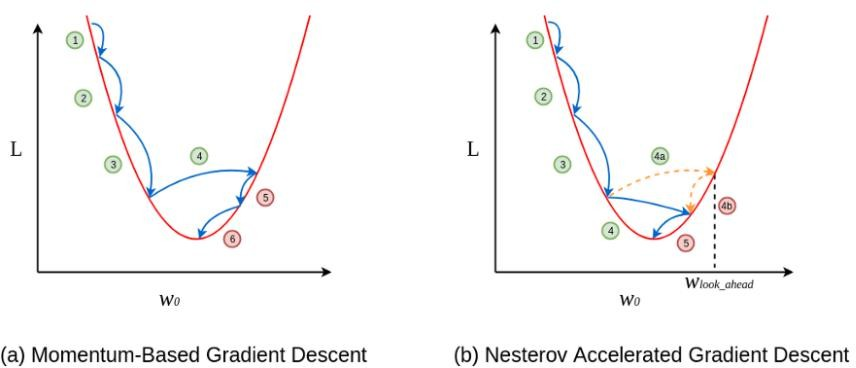 1
2
3
4
5
6
L
w0
(a) Momentum-Based Gradient Descent
1
2
3
4a
4b
4
5
L
wlook_ahead
w0
(b) Nesterov Accelerated Gradient Descent